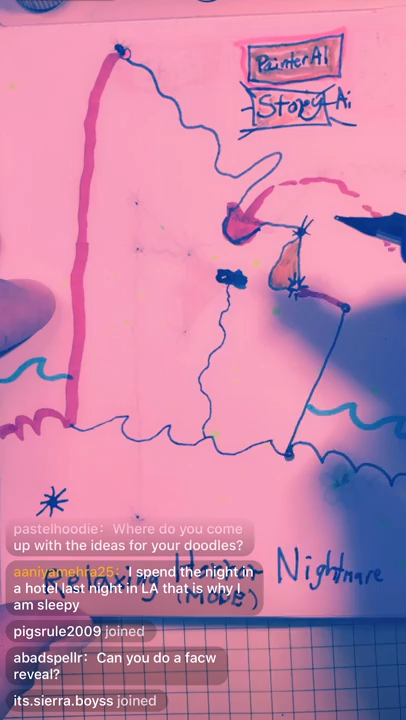 PainterAI
Story Ai
pastelhoodie: Where do you come
up with the ideas for your doodles?
aaniyamehra25: I spend the night in
a hotel last night in LA that is why I
am sleepy
Relaxing Nightmare
(MODE)
pigsrule2009 joined
abadspellr: Can you do a facw
reveal?
its.sierra.boyss joined